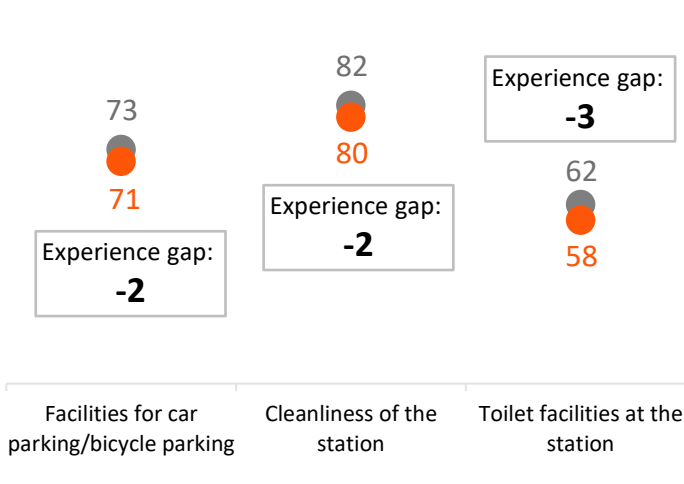 73
71
Experience gap:
-2
82
80
Experience gap:
-2
Experience gap:
-3
62
58
Facilities for car
parking/bicycle parking
Cleanliness of the
station
Toilet facilities at the
station